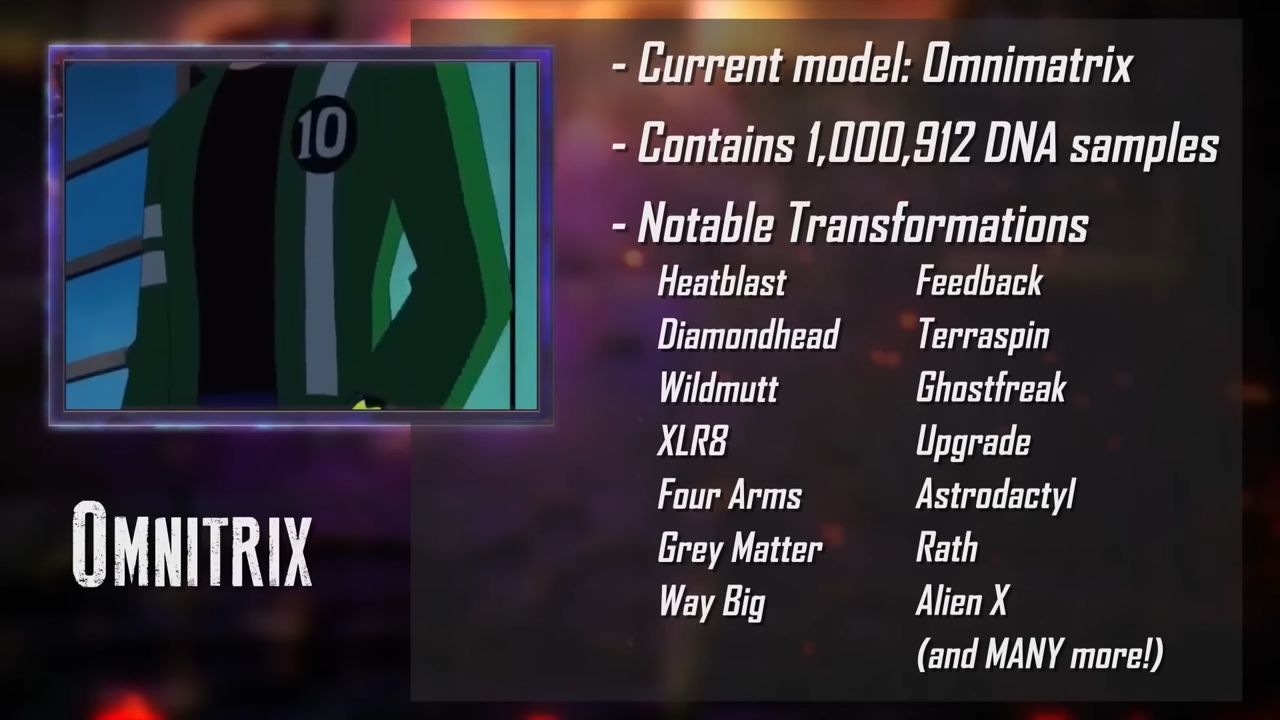 10
Omnitrix
- Current model: Omnimatrix
- Contains 1,000,912 DNA samples
- Notable Transformations
Heatblast
Diamondhead
Wildmutt
XLR8
Four Arms
Grey Matter
Way Big
Feedback
Terraspin
Ghostfreak
Upgrade
Astrodactyl
Rath
Alien X
(and MANY more!)